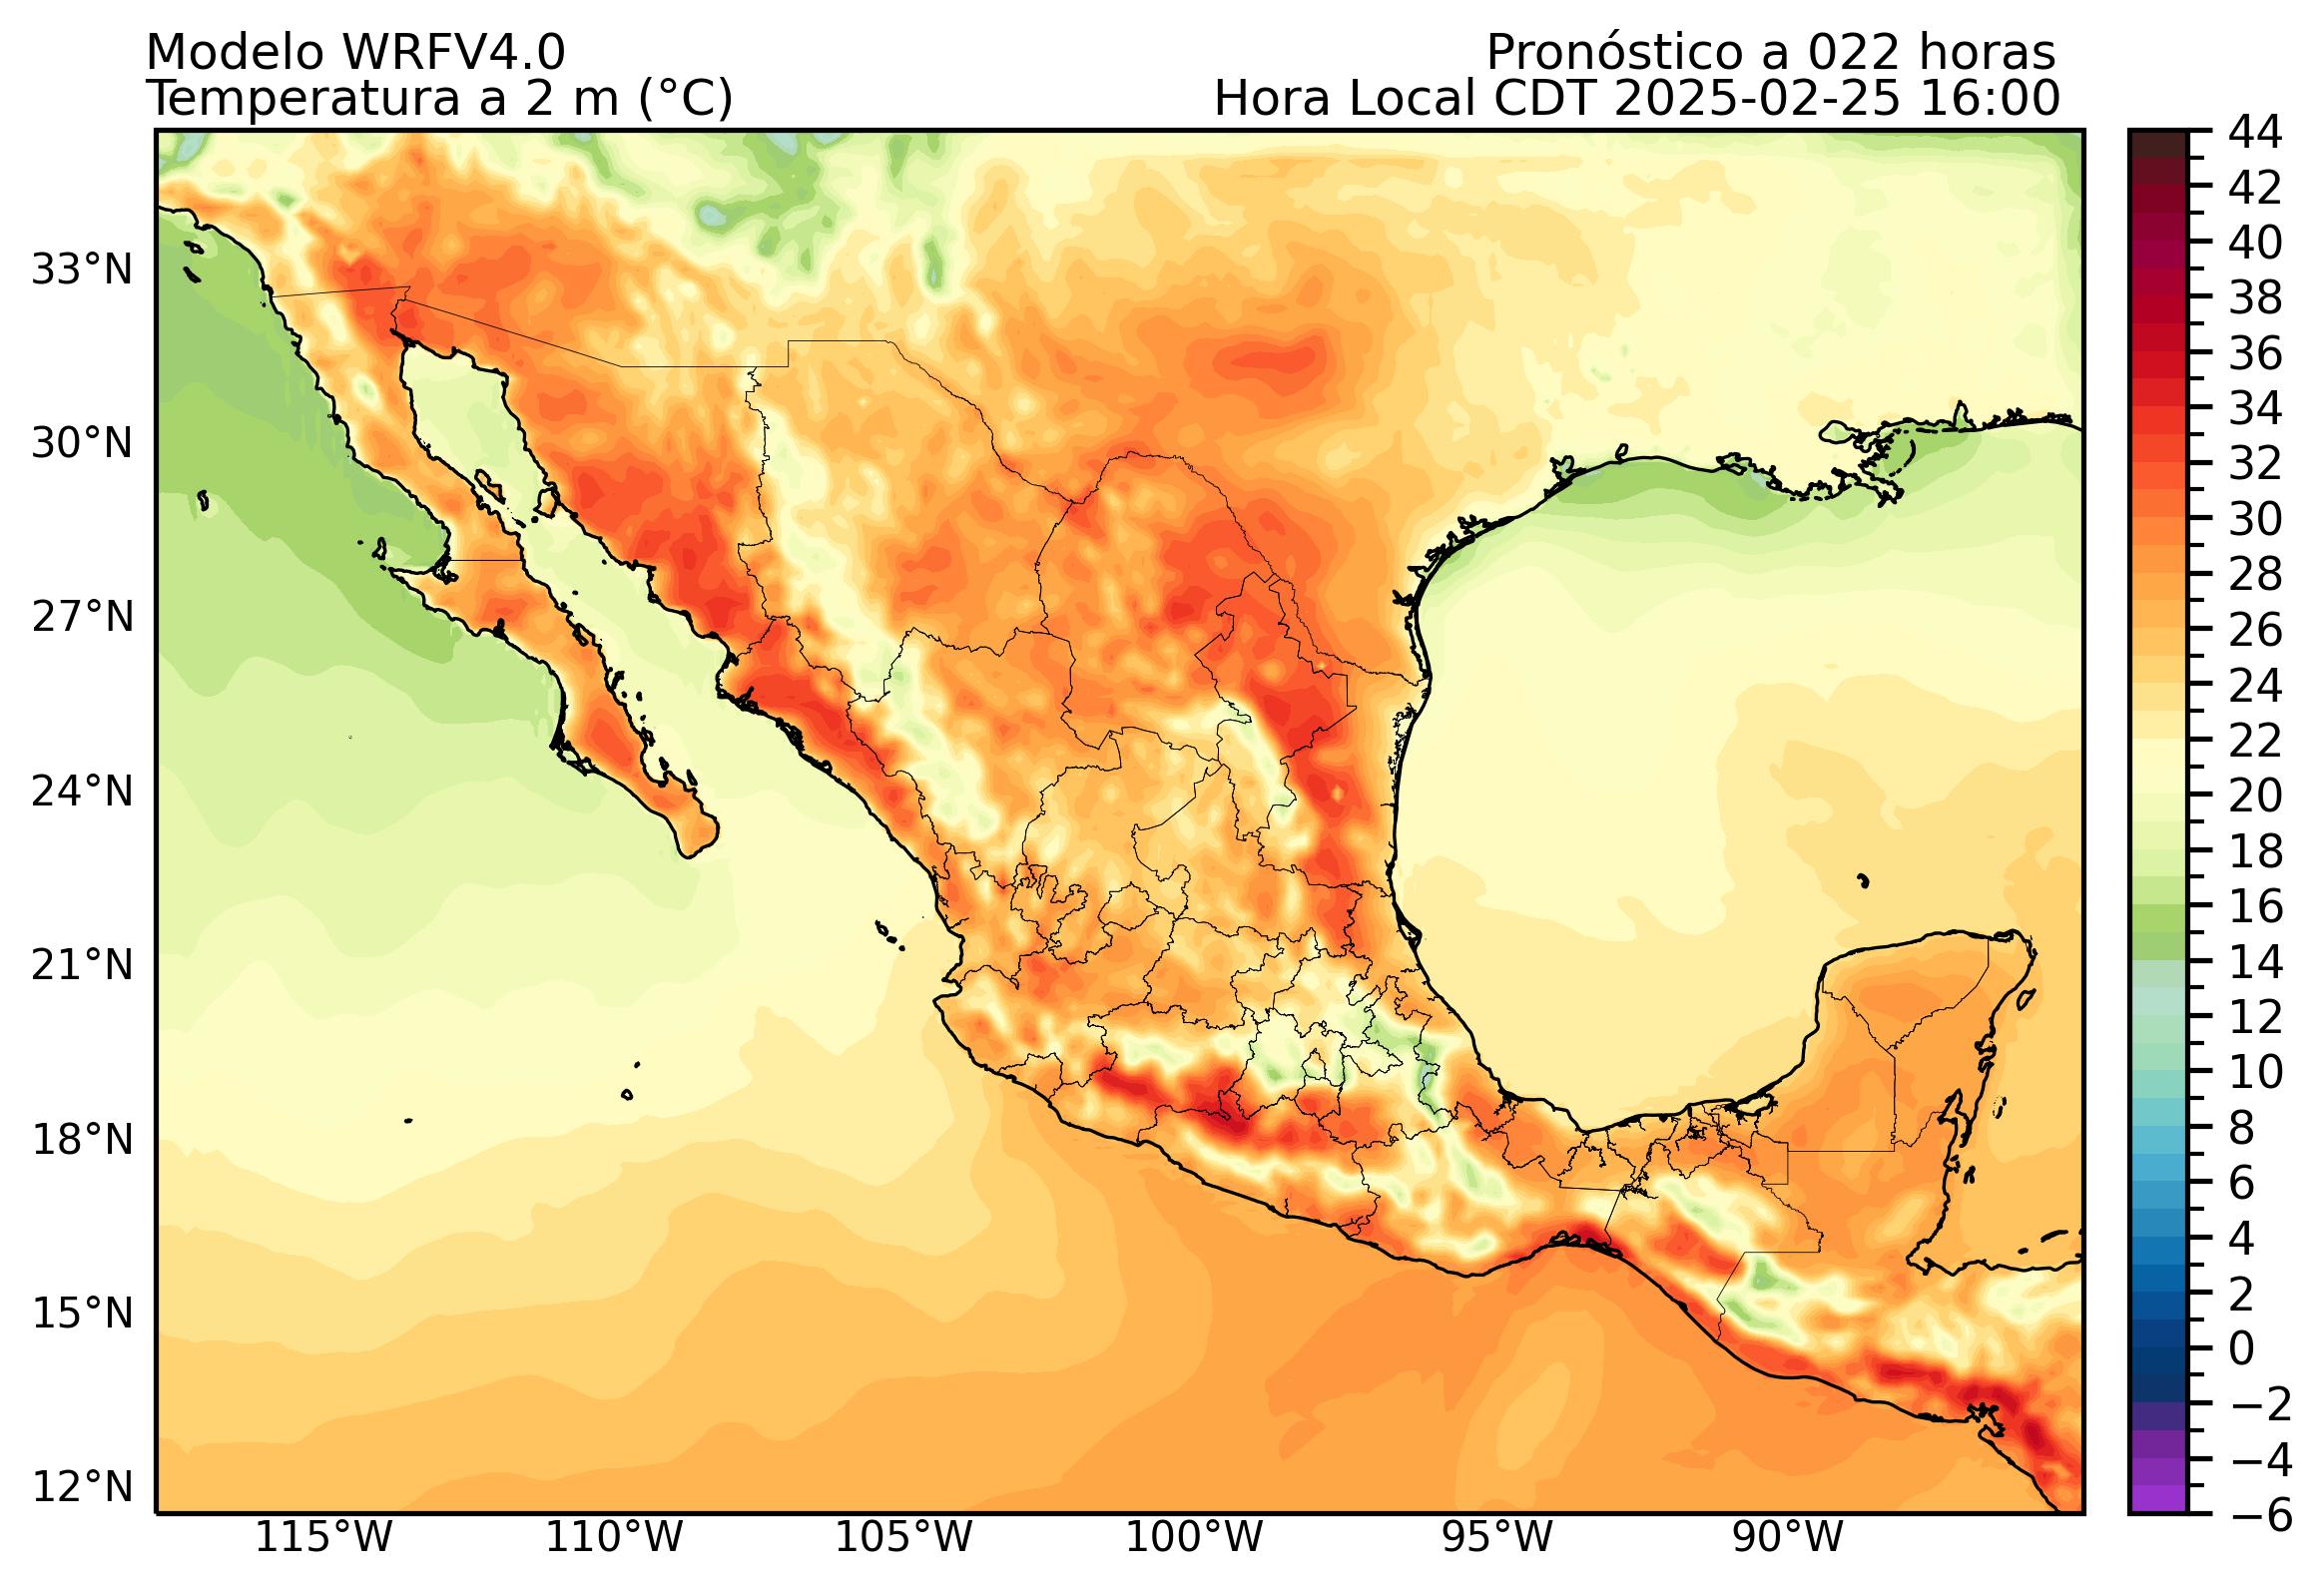 Modelo WRFV4.0
Pronóstico a 022 horas
Temperatura a 2 m (°C)
Hora Local CDT 2025-02-25 16:00
33°N
30°N
27°N
24°N
21°N
18°N
15°N
12°N
115°W
110°W
105°W
100°W
95°W
90°W
44
42
40
38
36
34
32
30
28
26
24
22
20
18
16
14
12
10
8
6
4
2
0
−2
−4
−6